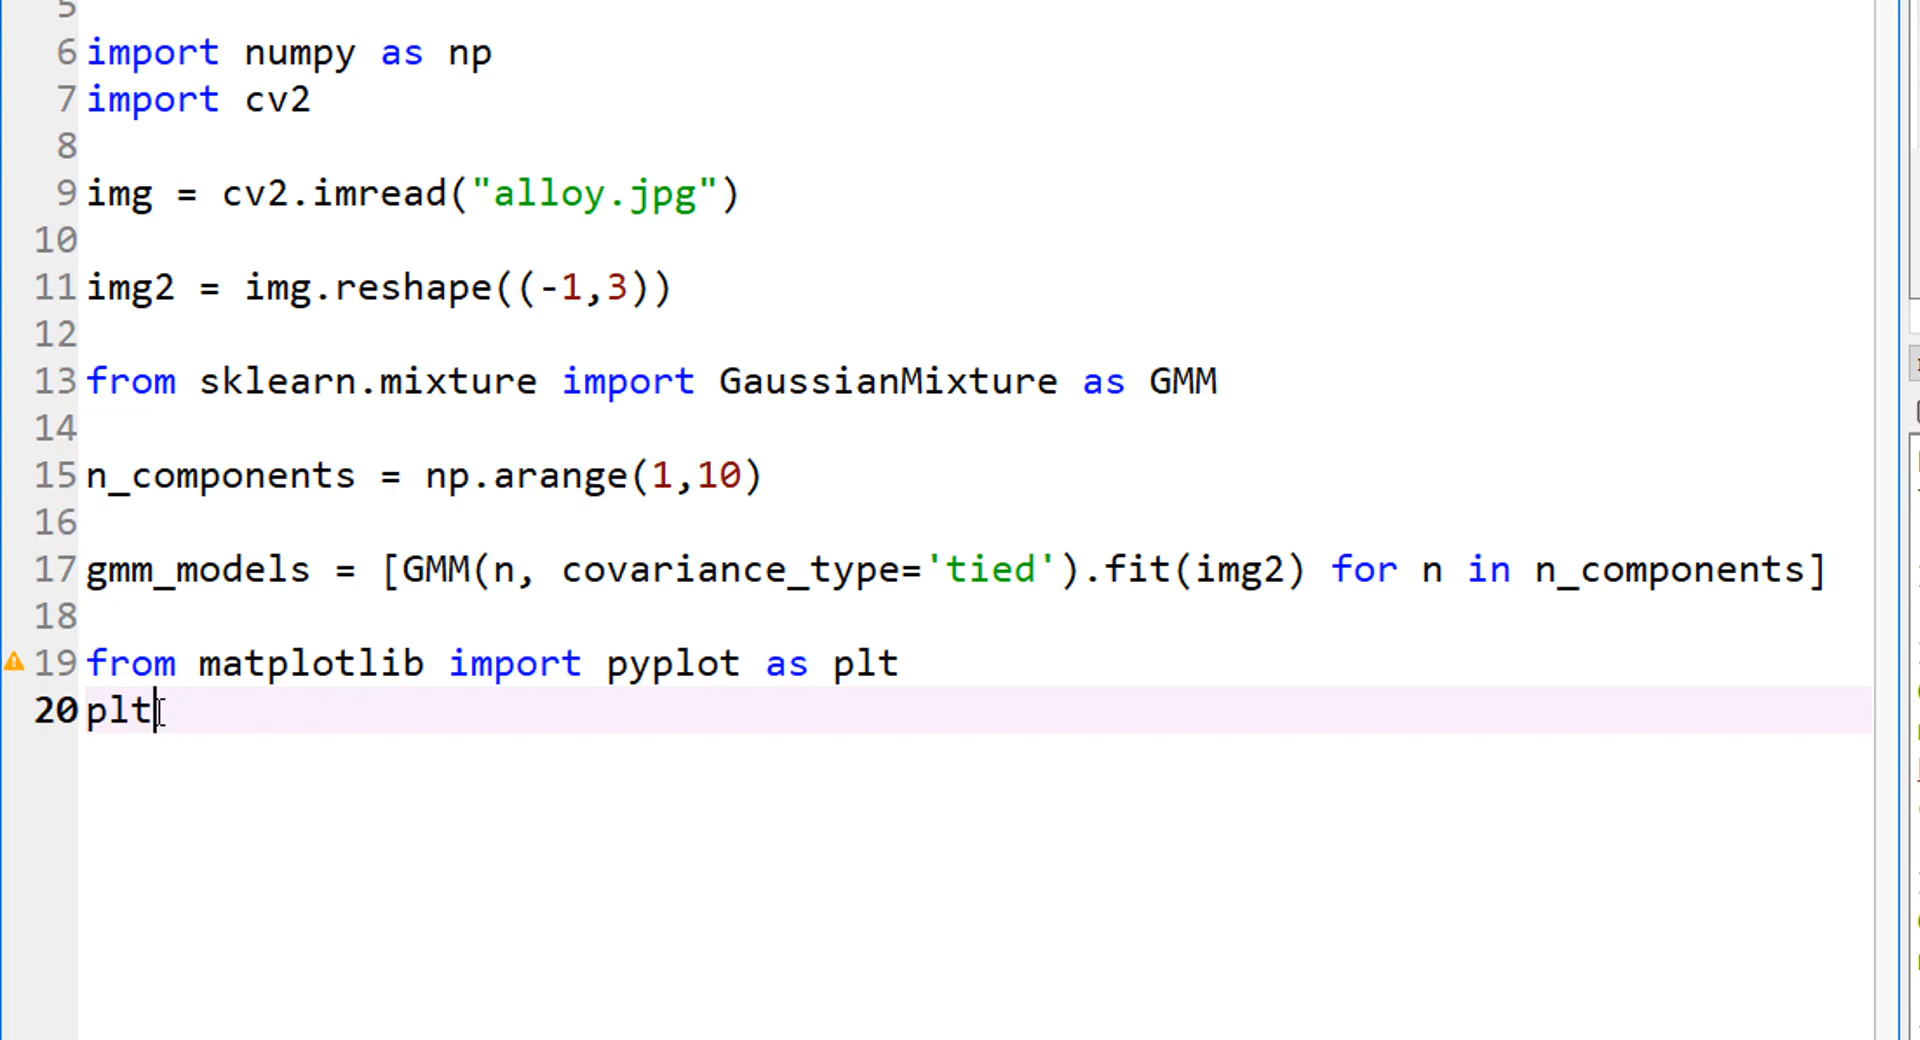 5
6 import numpy as np
7 import cv2
8
9 img = cv2.imread("alloy.jpg")
10
11 img2 = img.reshape((-1,3))
12
13 from sklearn.mixture import GaussianMixture as GMM
14
15 n_components = np.arange(1,10)
16
17 gmm_models = [GMM(n, covariance_type='tied').fit(img2) for n in n_components]
18
19 from matplotlib import pyplot as plt
20 plt